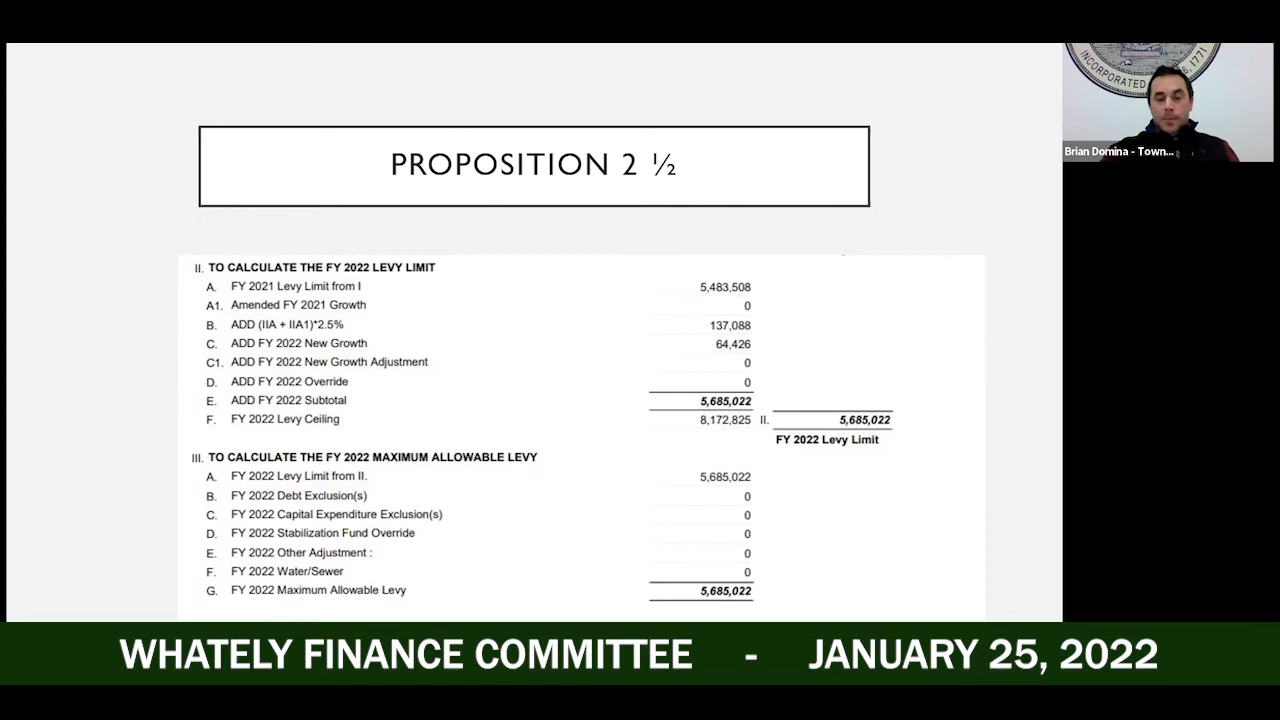 INCORPORATED
6, 1771
Brian Domina - Town...
PROPOSITION 2 ½
II. TO CALCULATE THE FY 2022 LEVY LIMIT
A. FY 2021 Levy Limit from I 5,483,508
A1. Amended FY 2021 Growth 0
B. ADD (IIA + IIA1)*2.5% 137,088
C. ADD FY 2022 New Growth 64,426
C1. ADD FY 2022 New Growth Adjustment 0
D. ADD FY 2022 Override 0
E. ADD FY 2022 Subtotal 5,685,022
F. FY 2022 Levy Ceiling 8,172,825 II. 5,685,022
FY 2022 Levy Limit
III. TO CALCULATE THE FY 2022 MAXIMUM ALLOWABLE LEVY
A. FY 2022 Levy Limit from II. 5,685,022
B. FY 2022 Debt Exclusion(s) 0
C. FY 2022 Capital Expenditure Exclusion(s) 0
D. FY 2022 Stabilization Fund Override 0
E. FY 2022 Other Adjustment : 0
F. FY 2022 Water/Sewer 0
G. FY 2022 Maximum Allowable Levy 5,685,022
WHATELY FINANCE COMMITTEE - JANUARY 25, 2022